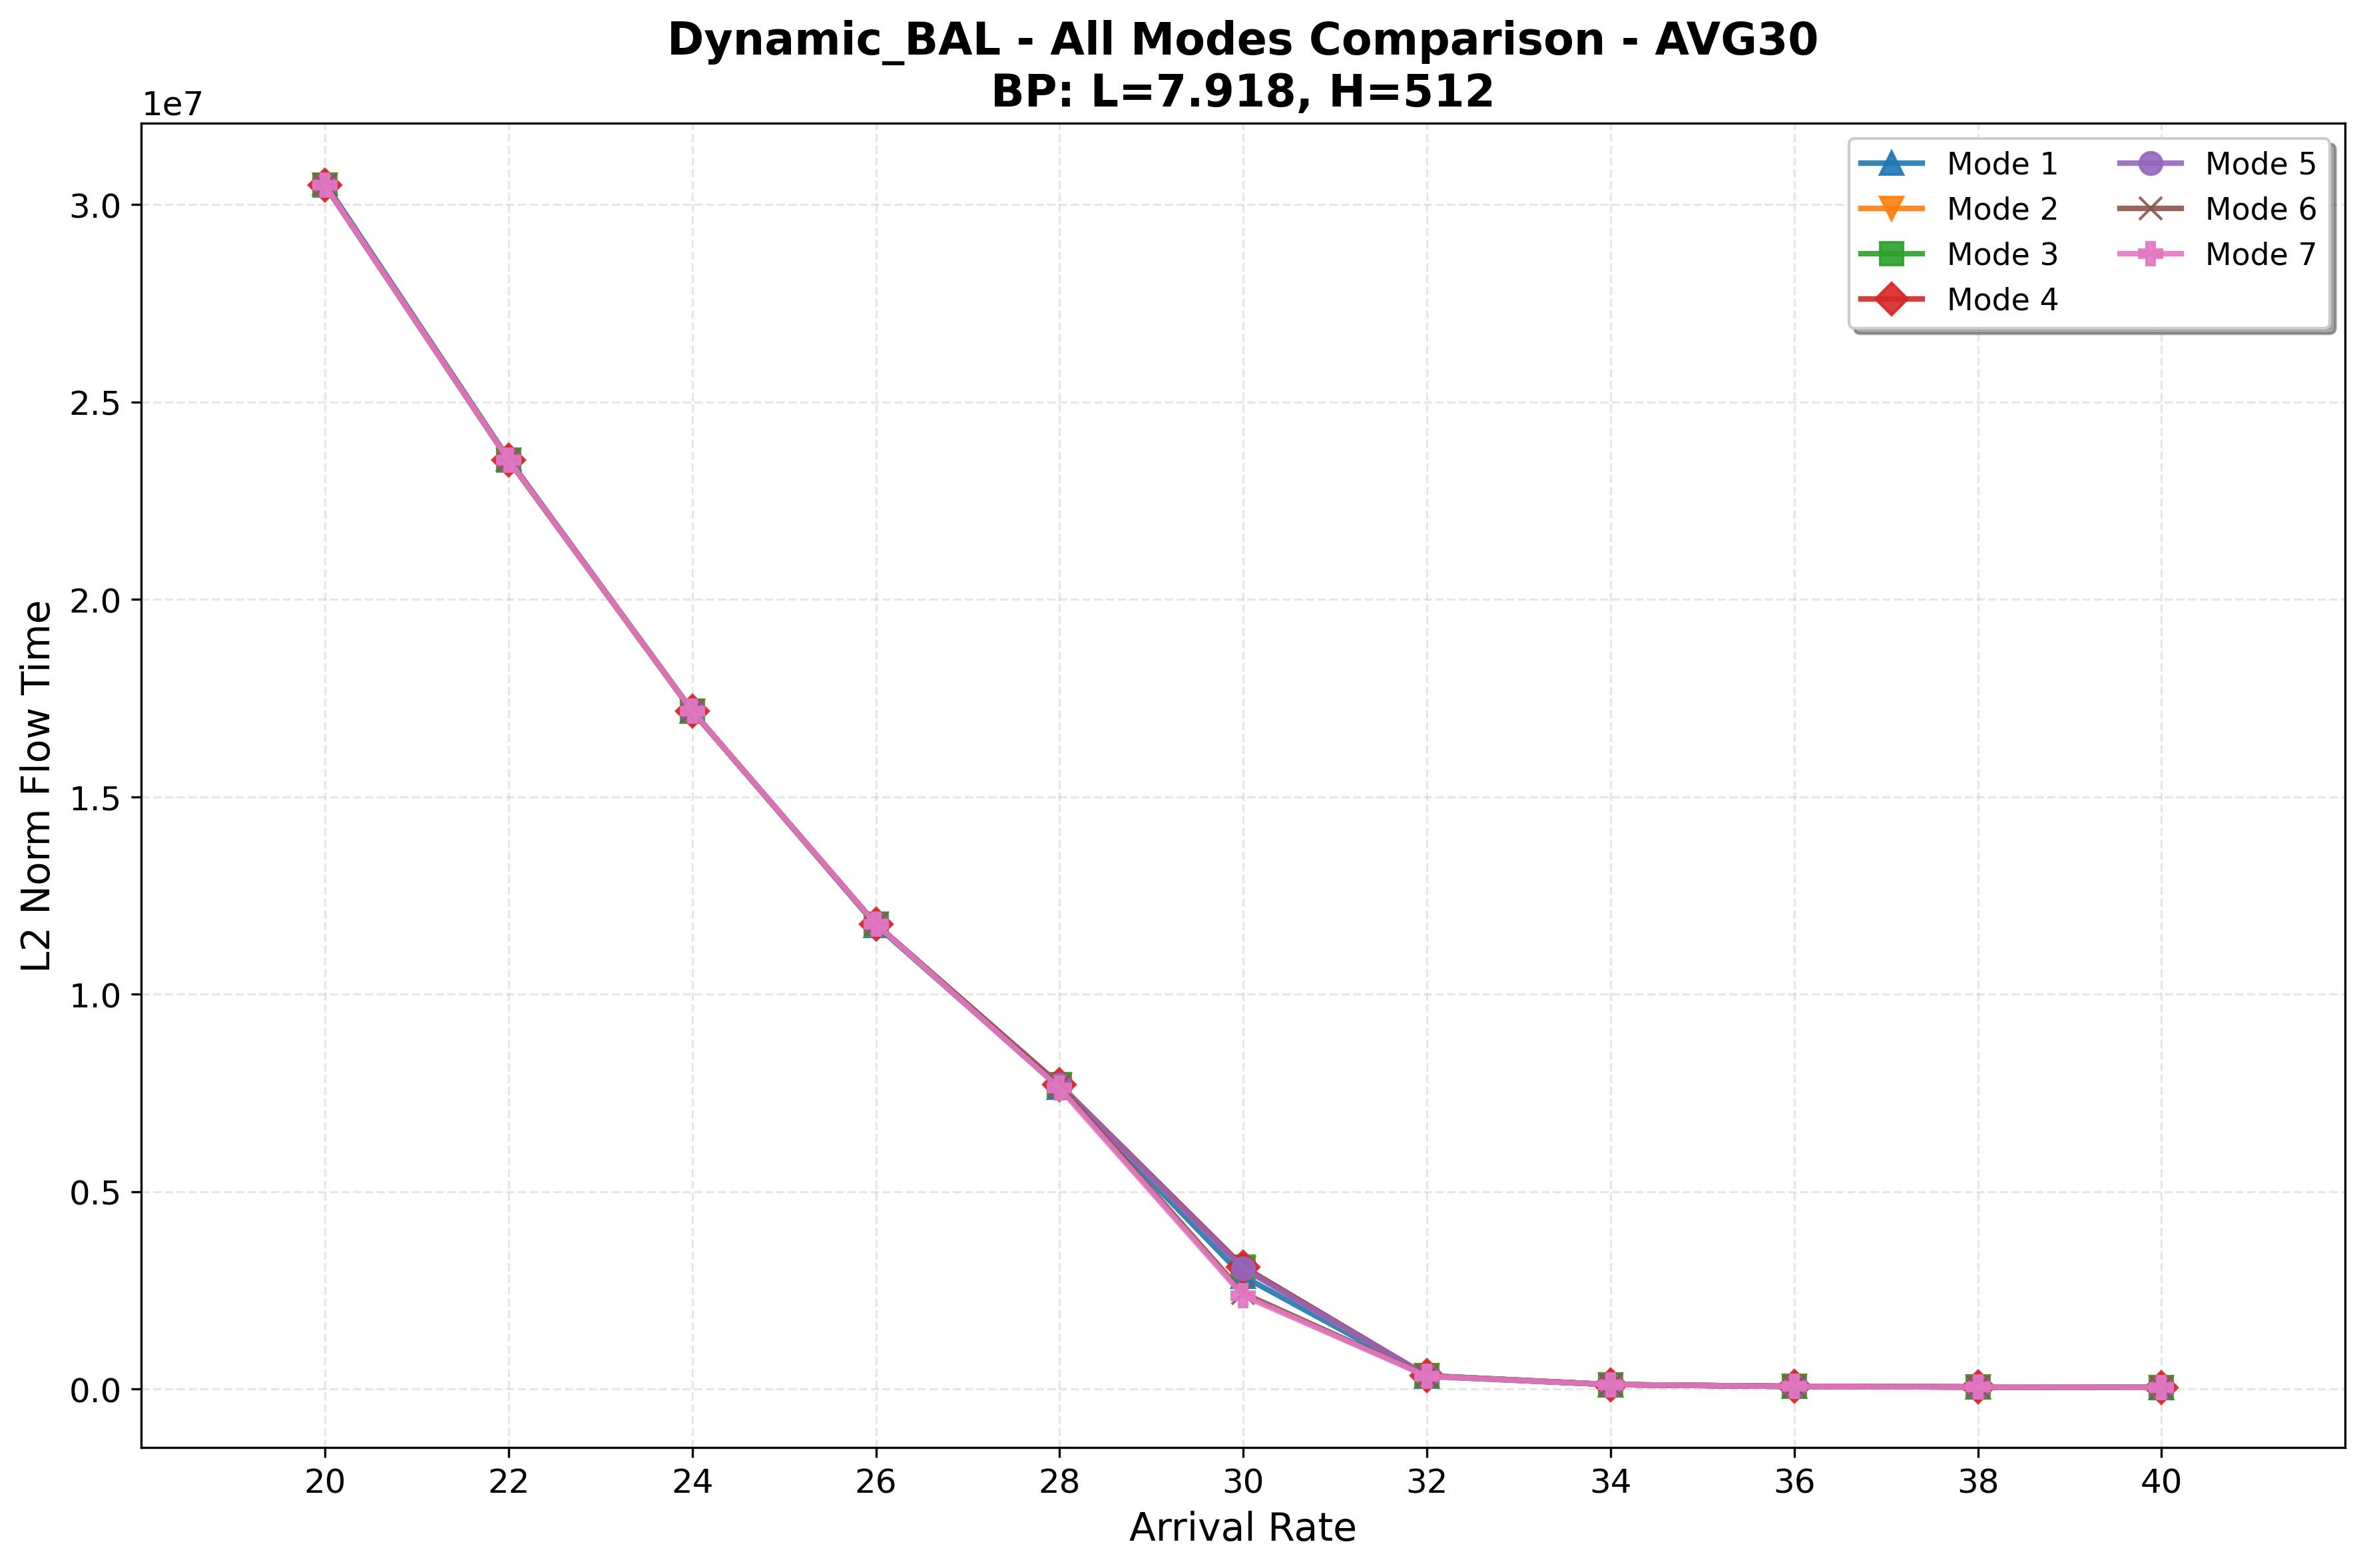 Dynamic_BAL - All Modes Comparison - AVG30
BP: L=7.918, H=512
1e7
Mode 1
Mode 2
Mode 3
Mode 4
Mode 5
Mode 6
Mode 7
L2 Norm Flow Time
3.0
2.5
2.0
1.5
1.0
0.5
0.0
20 22 24 26 28 30 32 34 36 38 40
Arrival Rate